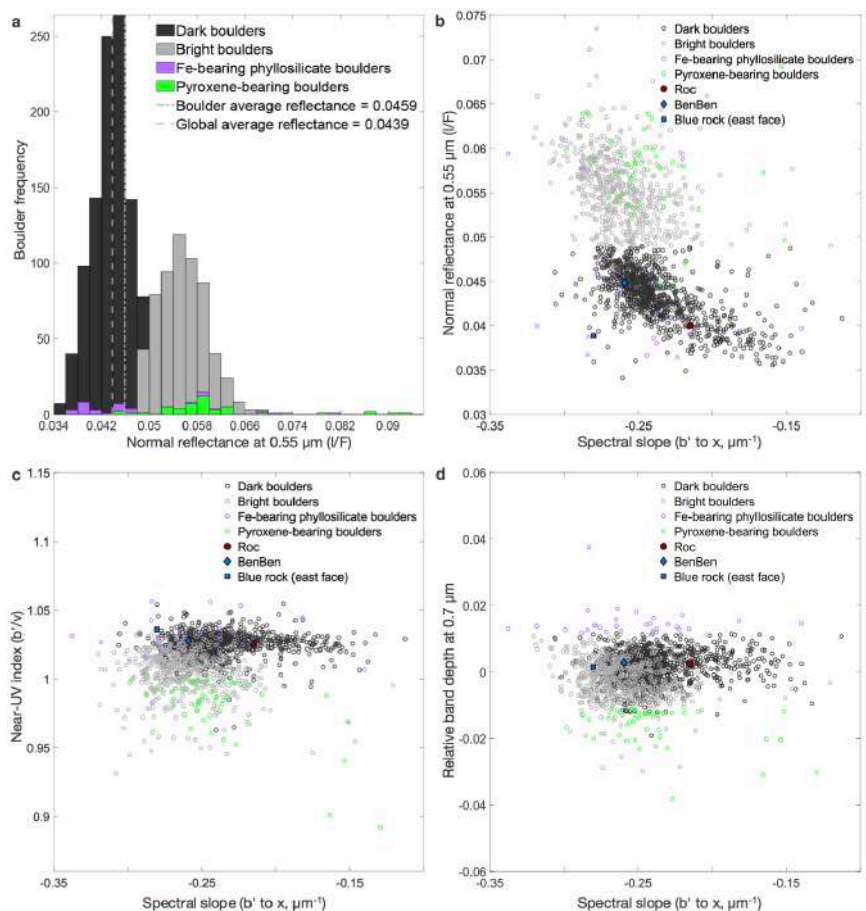 a
Dark boulders
Bright boulders
Fe-bearing phyllosilicate boulders
Pyroxene-bearing boulders
Boulder average reflectance = 0.0459
Global average reflectance = 0.0439
250
200
150
100
50
0
Boulder frequency
0.034 0.042 0.05 0.058 0.066 0.074 0.082 0.09
Normal reflectance at 0.55 µm (I/F)
b
Dark boulders
Bright boulders
Fe-bearing phyllosilicate boulders
Pyroxene-bearing boulders
Roc
BenBen
Blue rock (east face)
0.075
0.07
0.065
0.06
0.055
0.05
0.045
0.04
0.035
0.03
Normal reflectance at 0.55 µm (I/F)
-0.35 -0.25 -0.15
Spectral slope (b' to x, µm⁻¹)
c
Dark boulders
Bright boulders
Fe-bearing phyllosilicate boulders
Pyroxene-bearing boulders
Roc
BenBen
Blue rock (east face)
1.15
1.1
1.05
1
0.95
0.9
Near-UV index (b'/v)
-0.35 -0.25 -0.15
Spectral slope (b' to x, µm⁻¹)
d
Dark boulders
Bright boulders
Fe-bearing phyllosilicate boulders
Pyroxene-bearing boulders
Roc
BenBen
Blue rock (east face)
0.06
0.04
0.02
0
-0.02
-0.04
-0.06
Relative band depth at 0.7 µm
-0.35 -0.25 -0.15
Spectral slope (b' to x, µm⁻¹)